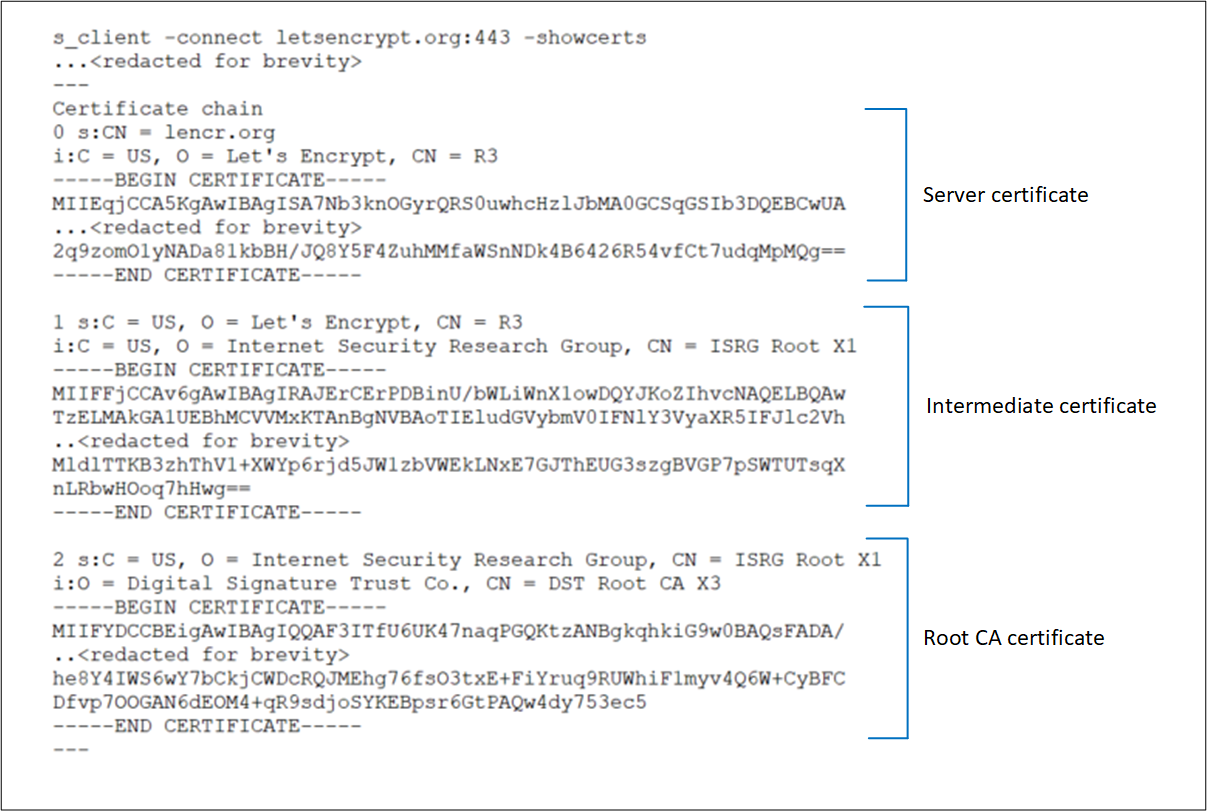 s_client -connect letsencrypt.org:443 -showcerts
...<redacted for brevity>
---
Certificate chain
0 s:CN = lencr.org
i:C = US, O = Let's Encrypt, CN = R3
-----BEGIN CERTIFICATE-----
MIIEqjCCA5KgAwIBAgISA7Nb3knOGyrQRS0uwhcHzlJbMA0GCSqGSIb3DQEBCwUA
...<redacted for brevity>
2q9zomO1yNADa81kbBH/JQ8Y5F4ZuhMMfaWSnNDk4B6426R54vfCt7udqMpMQg==
-----END CERTIFICATE-----
Server certificate
1 s:C = US, O = Let's Encrypt, CN = R3
i:C = US, O = Internet Security Research Group, CN = ISRG Root X1
-----BEGIN CERTIFICATE-----
MIIFFjCCAv6gAwIBAgIRAJErCErPDBinU/bWLiWnX1owDQYJKoZIhvcNAQELBQAw
TzELMAkGA1UEBhMCVVMxKTAnBgNVBAoTIEludGVybmV0IFNlY3VyaXR5IFJlc2Vh
..<redacted for brevity>
MldlTTKB3zhThV1+XWYp6rjd5JW1zbVWEkLNxE7GJThEUG3szgBVGP7pSWTUTsqX
nLRbwHOoq7hHwg==
-----END CERTIFICATE-----
Intermediate certificate
2 s:C = US, O = Internet Security Research Group, CN = ISRG Root X1
i:O = Digital Signature Trust Co., CN = DST Root CA X3
-----BEGIN CERTIFICATE-----
MIIFYDCCBEigAwIBAgIQQAF3ITfU6UK47naqPGQKtzANBgkqhkiG9w0BAQsFADA/
..<redacted for brevity>
he8Y4IWS6wY7bCkjCWDcRQJMEhg76fsO3txE+FiYruq9RUWhiF1myv4Q6W+CyBFC
Dfvp7OOGAN6dEOM4+qR9sdjoSYKEBpsr6GtPAQw4dy753ec5
-----END CERTIFICATE-----
---
Root CA certificate